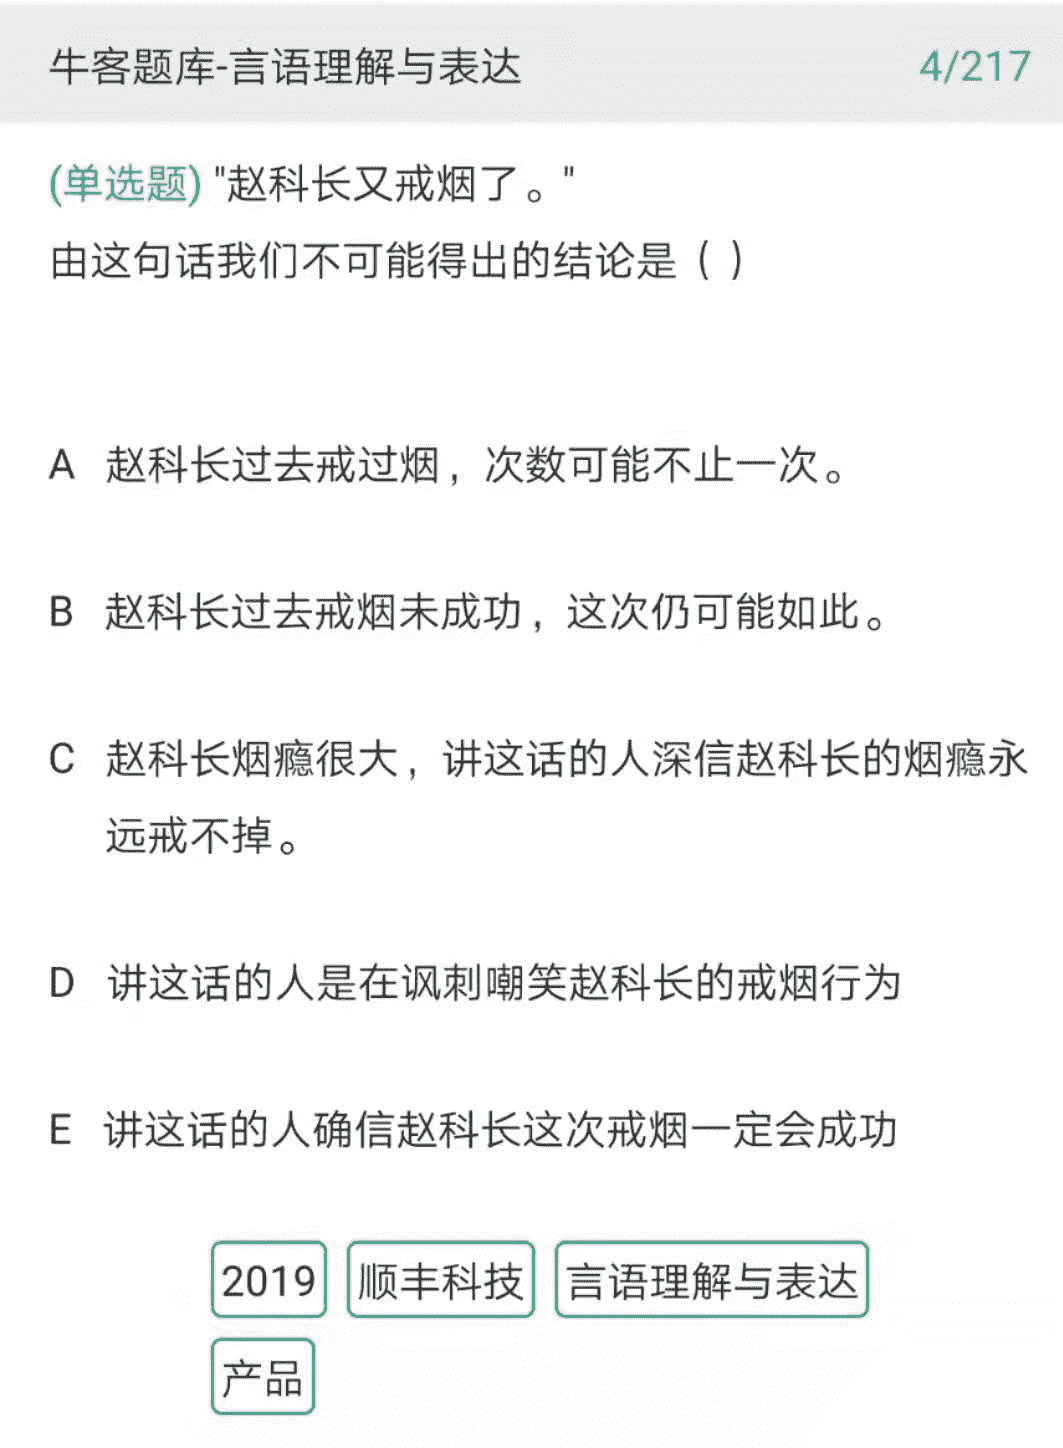 牛客题库-言语理解与表达 4/217
(单选题) "赵科长又戒烟了。"
由这句话我们不可能得出的结论是（ ）
A 赵科长过去戒过烟，次数可能不止一次。
B 赵科长过去戒烟未成功，这次仍可能如此。
C 赵科长烟瘾很大，讲这话的人深信赵科长的烟瘾永
远戒不掉。
D 讲这话的人是在讽刺嘲笑赵科长的戒烟行为
E 讲这话的人确信赵科长这次戒烟一定会成功
2019 顺丰科技 言语理解与表达
产品